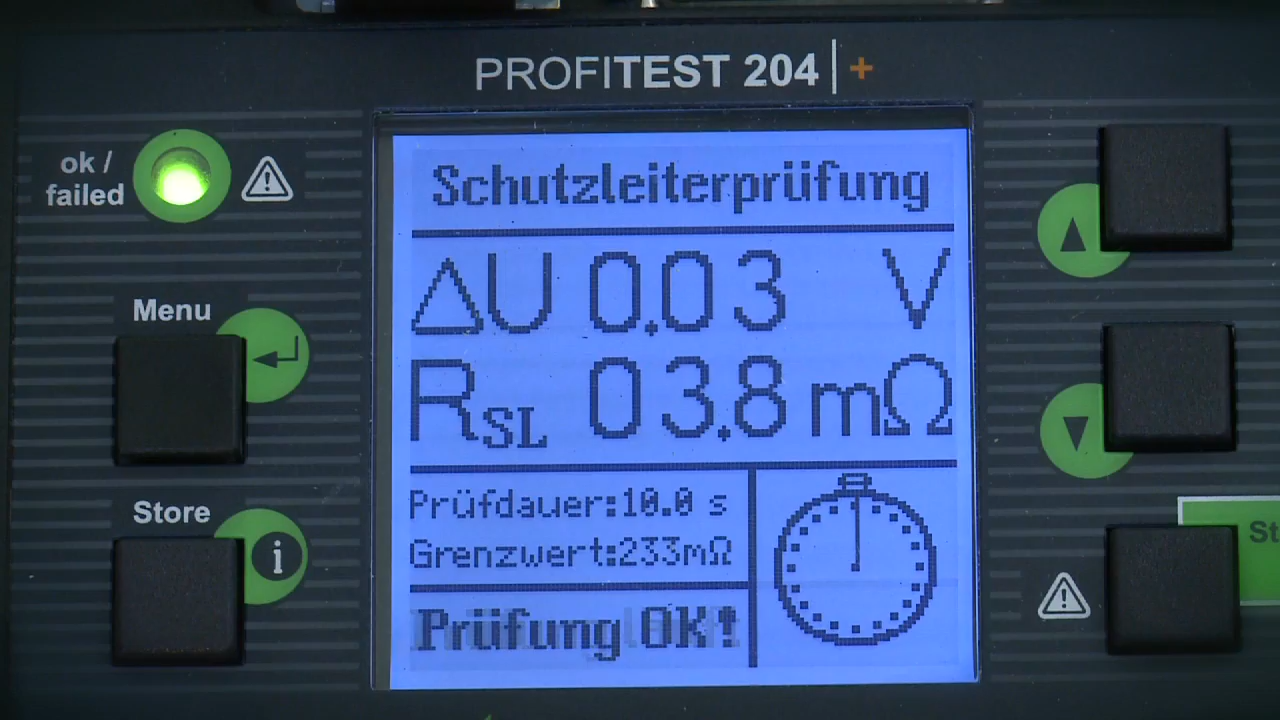 PROFITEST 204 +
ok /
failed
Schutzleiterprüfung
ΔU 0.03 V
Menu
RSL 03.8 mΩ
Prüfdauer:10.0 s
Store
Grenzwert:233mΩ
i
Prüfung OK!